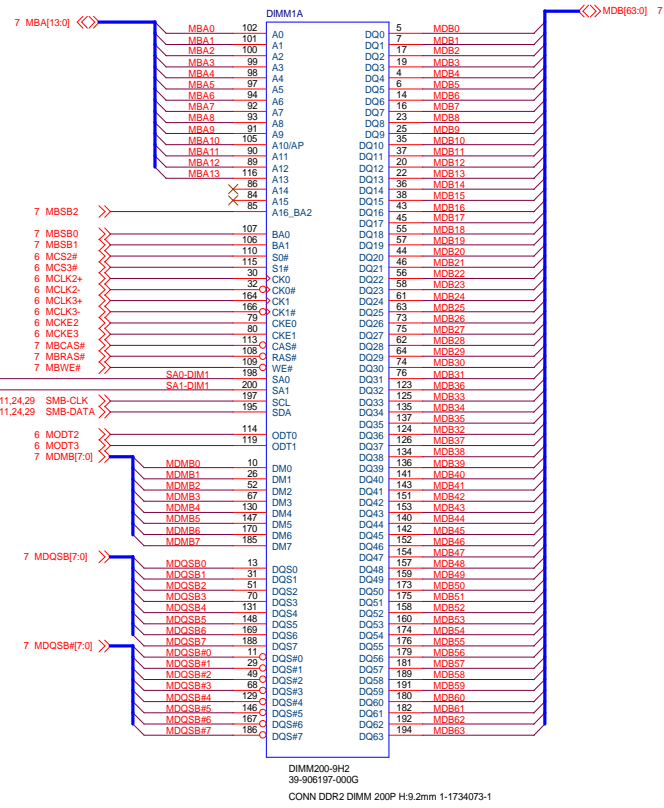 DIMM1A
7 MBA[13:0]
MBA0 102 A0
MBA1 101 A1
MBA2 100 A2
MBA3 99 A3
MBA4 98 A4
MBA5 97 A5
MBA6 94 A6
MBA7 92 A7
MBA8 93 A8
MBA9 91 A9
MBA10 105 A10/AP
MBA11 90 A11
MBA12 89 A12
MBA13 116 A13
86 A14
84 A15
7 MBSB2 85 A16_BA2
7 MBSB0 107 BA0
7 MBSB1 106 BA1
6 MCS2# 110 S0#
6 MCS3# 115 S1#
6 MCLK2+ 30 CK0
6 MCLK2- 32 CK0#
6 MCLK3+ 164 CK1
6 MCLK3- 166 CK1#
6 MCKE2 79 CKE0
6 MCKE3 80 CKE1
7 MBCAS# 113 CAS#
7 MBRAS# 108 RAS#
7 MBWE# 109 WE#
SA0-DIM1 198 SA0
SA1-DIM1 200 SA1
11,24,29 SMB-CLK 197 SCL
11,24,29 SMB-DATA 195 SDA
6 MODT2 114 ODT0
6 MODT3 119 ODT1
7 MDMB[7:0]
MDMB0 10 DM0
MDMB1 26 DM1
MDMB2 52 DM2
MDMB3 67 DM3
MDMB4 130 DM4
MDMB5 147 DM5
MDMB6 170 DM6
MDMB7 185 DM7
7 MDQSB[7:0]
MDQSB0 13 DQS0
MDQSB1 31 DQS1
MDQSB2 51 DQS2
MDQSB3 70 DQS3
MDQSB4 131 DQS4
MDQSB5 148 DQS5
MDQSB6 169 DQS6
MDQSB7 188 DQS7
7 MDQSB#[7:0]
MDQSB#0 11 DQS#0
MDQSB#1 29 DQS#1
MDQSB#2 49 DQS#2
MDQSB#3 68 DQS#3
MDQSB#4 129 DQS#4
MDQSB#5 146 DQS#5
MDQSB#6 167 DQS#6
MDQSB#7 186 DQS#7
MDB[63:0] 7
DQ0 5 MDB0
DQ1 7 MDB1
DQ2 17 MDB2
DQ3 19 MDB3
DQ4 4 MDB4
DQ5 6 MDB5
DQ6 14 MDB6
DQ7 16 MDB7
DQ8 23 MDB8
DQ9 25 MDB9
DQ10 35 MDB10
DQ11 37 MDB11
DQ12 20 MDB12
DQ13 22 MDB13
DQ14 36 MDB14
DQ15 38 MDB15
DQ16 43 MDB16
DQ17 45 MDB17
DQ18 55 MDB18
DQ19 57 MDB19
DQ20 44 MDB20
DQ21 46 MDB21
DQ22 56 MDB22
DQ23 58 MDB23
DQ24 61 MDB24
DQ25 63 MDB25
DQ26 73 MDB26
DQ27 75 MDB27
DQ28 62 MDB28
DQ29 64 MDB29
DQ30 74 MDB30
DQ31 76 MDB31
DQ32 123 MDB36
DQ33 125 MDB33
DQ34 135 MDB34
DQ35 137 MDB35
DQ36 124 MDB32
DQ37 126 MDB37
DQ38 134 MDB38
DQ39 136 MDB39
DQ40 141 MDB40
DQ41 143 MDB41
DQ42 151 MDB42
DQ43 153 MDB43
DQ44 140 MDB44
DQ45 142 MDB45
DQ46 152 MDB46
DQ47 154 MDB47
DQ48 157 MDB48
DQ49 159 MDB49
DQ50 173 MDB50
DQ51 175 MDB51
DQ52 158 MDB52
DQ53 160 MDB53
DQ54 174 MDB54
DQ55 176 MDB55
DQ56 179 MDB56
DQ57 181 MDB57
DQ58 189 MDB58
DQ59 191 MDB59
DQ60 180 MDB60
DQ61 182 MDB61
DQ62 192 MDB62
DQ63 194 MDB63
DIMM200-9H2
39-906197-000G
CONN DDR2 DIMM 200P H:9.2mm 1-1734073-1